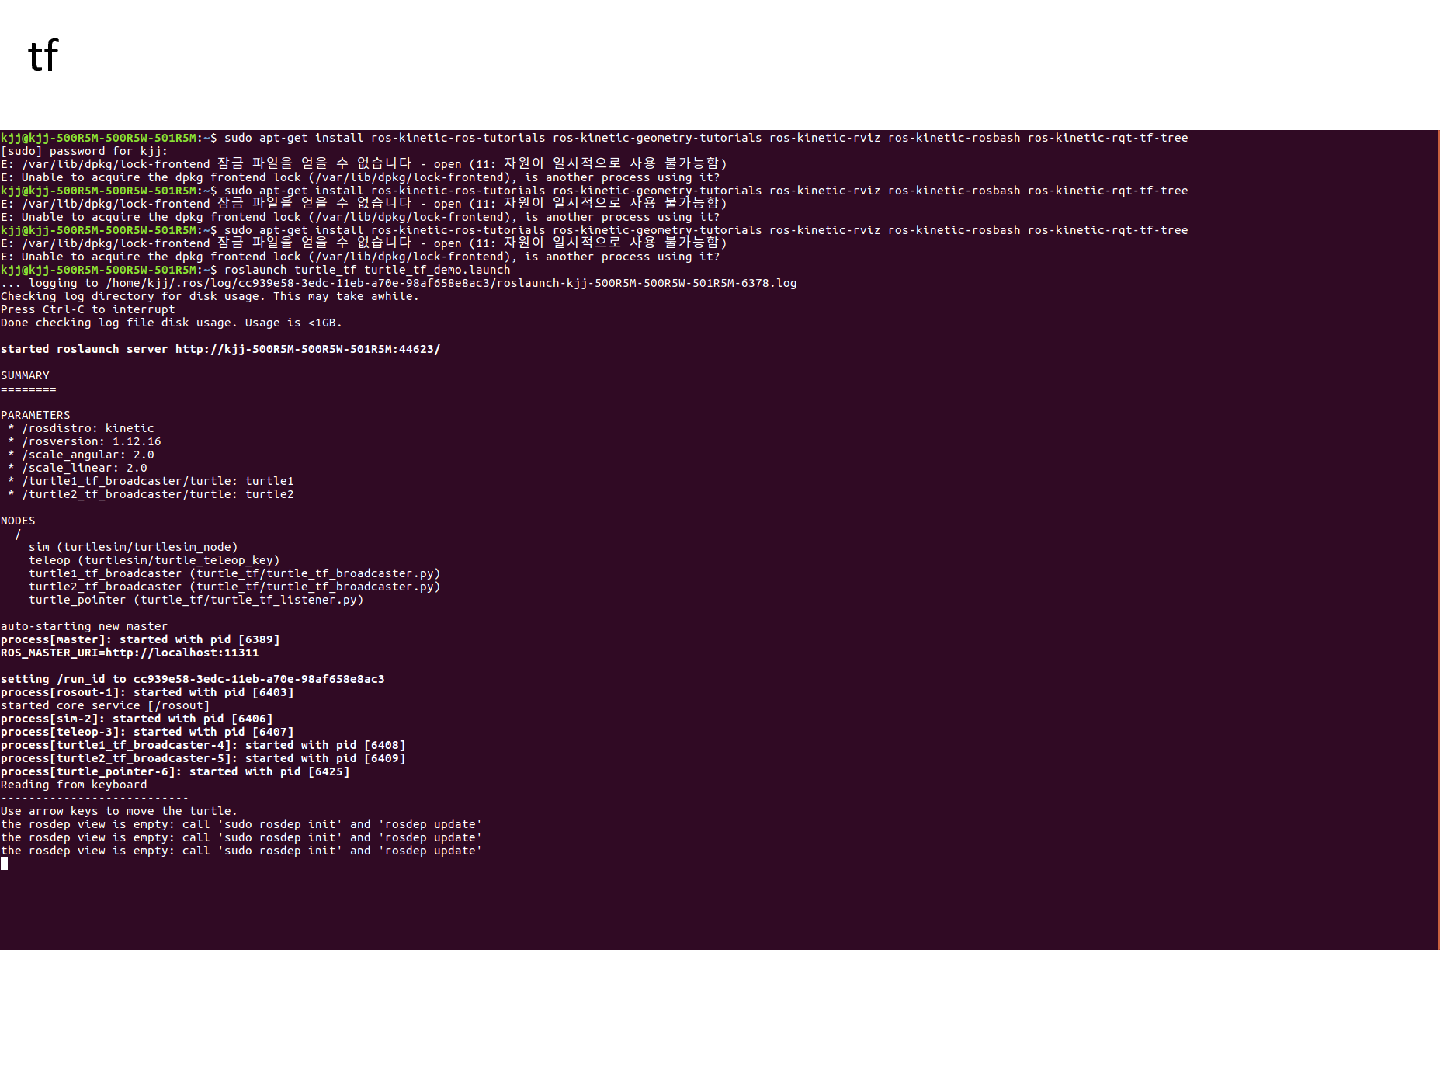 tf
kjj@kjj-500R5M-500R5W-501R5M:~$ sudo apt-get install ros-kinetic-ros-tutorials ros-kinetic-geometry-tutorials ros-kinetic-rviz ros-kinetic-rosbash ros-kinetic-rqt-tf-tree
[sudo] password for kjj:
E: /var/lib/dpkg/lock-frontend 잠금 파일을 얻을 수 없습니다 - open (11: 자원이 일시적으로 사용 불가능함)
E: Unable to acquire the dpkg frontend lock (/var/lib/dpkg/lock-frontend), is another process using it?
kjj@kjj-500R5M-500R5W-501R5M:~$ sudo apt-get install ros-kinetic-ros-tutorials ros-kinetic-geometry-tutorials ros-kinetic-rviz ros-kinetic-rosbash ros-kinetic-rqt-tf-tree
E: /var/lib/dpkg/lock-frontend 잠금 파일을 얻을 수 없습니다 - open (11: 자원이 일시적으로 사용 불가능함)
E: Unable to acquire the dpkg frontend lock (/var/lib/dpkg/lock-frontend), is another process using it?
kjj@kjj-500R5M-500R5W-501R5M:~$ sudo apt-get install ros-kinetic-ros-tutorials ros-kinetic-geometry-tutorials ros-kinetic-rviz ros-kinetic-rosbash ros-kinetic-rqt-tf-tree
E: /var/lib/dpkg/lock-frontend 잠금 파일을 얻을 수 없습니다 - open (11: 자원이 일시적으로 사용 불가능함)
E: Unable to acquire the dpkg frontend lock (/var/lib/dpkg/lock-frontend), is another process using it?
kjj@kjj-500R5M-500R5W-501R5M:~$ roslaunch turtle_tf turtle_tf_demo.launch
... logging to /home/kjj/.ros/log/cc939e58-3edc-11eb-a70e-98af658e8ac3/roslaunch-kjj-500R5M-500R5W-501R5M-6378.log
Checking log directory for disk usage. This may take awhile.
Press Ctrl-C to interrupt
Done checking log file disk usage. Usage is <1GB.
started roslaunch server http://kjj-500R5M-500R5W-501R5M:44623/
SUMMARY
========
PARAMETERS
* /rosdistro: kinetic
* /rosversion: 1.12.16
* /scale_angular: 2.0
* /scale_linear: 2.0
* /turtle1_tf_broadcaster/turtle: turtle1
* /turtle2_tf_broadcaster/turtle: turtle2
NODES
/
sim (turtlesim/turtlesim_node)
teleop (turtlesim/turtle_teleop_key)
turtle1_tf_broadcaster (turtle_tf/turtle_tf_broadcaster.py)
turtle2_tf_broadcaster (turtle_tf/turtle_tf_broadcaster.py)
turtle_pointer (turtle_tf/turtle_tf_listener.py)
auto-starting new master
process[master]: started with pid [6389]
ROS_MASTER_URI=http://localhost:11311
setting /run_id to cc939e58-3edc-11eb-a70e-98af658e8ac3
process[rosout-1]: started with pid [6403]
started core service [/rosout]
process[sim-2]: started with pid [6406]
process[teleop-3]: started with pid [6407]
process[turtle1_tf_broadcaster-4]: started with pid [6408]
process[turtle2_tf_broadcaster-5]: started with pid [6409]
process[turtle_pointer-6]: started with pid [6425]
Reading from keyboard
---------------------------
Use arrow keys to move the turtle.
the rosdep view is empty: call 'sudo rosdep init' and 'rosdep update'
the rosdep view is empty: call 'sudo rosdep init' and 'rosdep update'
the rosdep view is empty: call 'sudo rosdep init' and 'rosdep update'